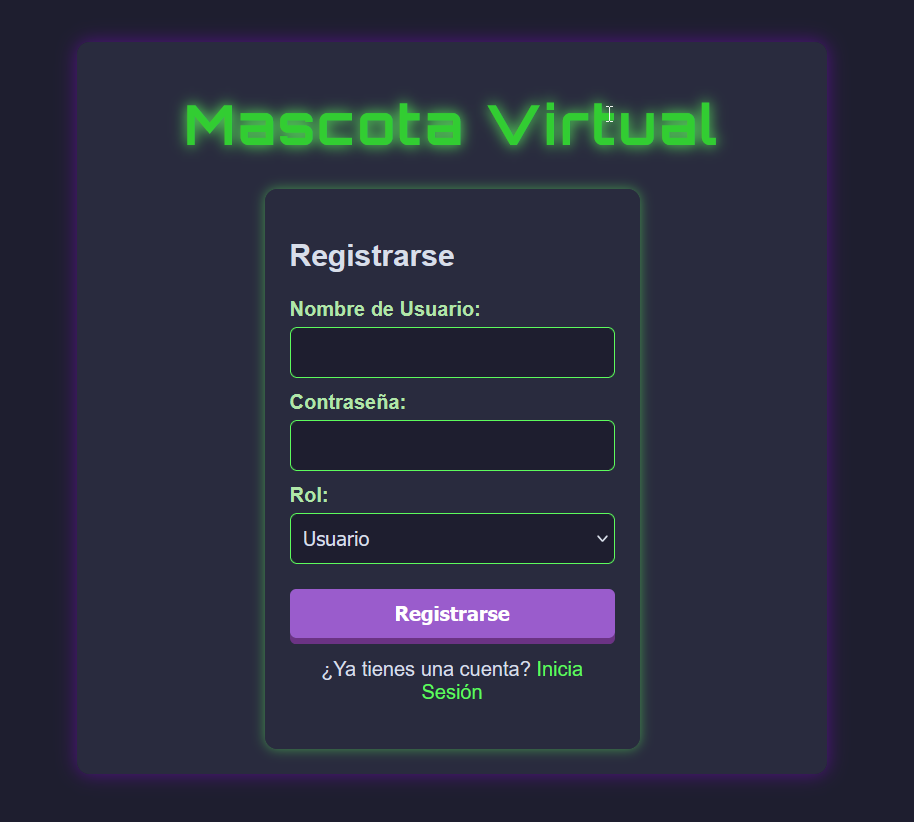 Mascota Virtual
Registrarse
Nombre de Usuario:
Contraseña:
Rol:
Usuario
Registrarse
¿Ya tienes una cuenta? Inicia
Sesión